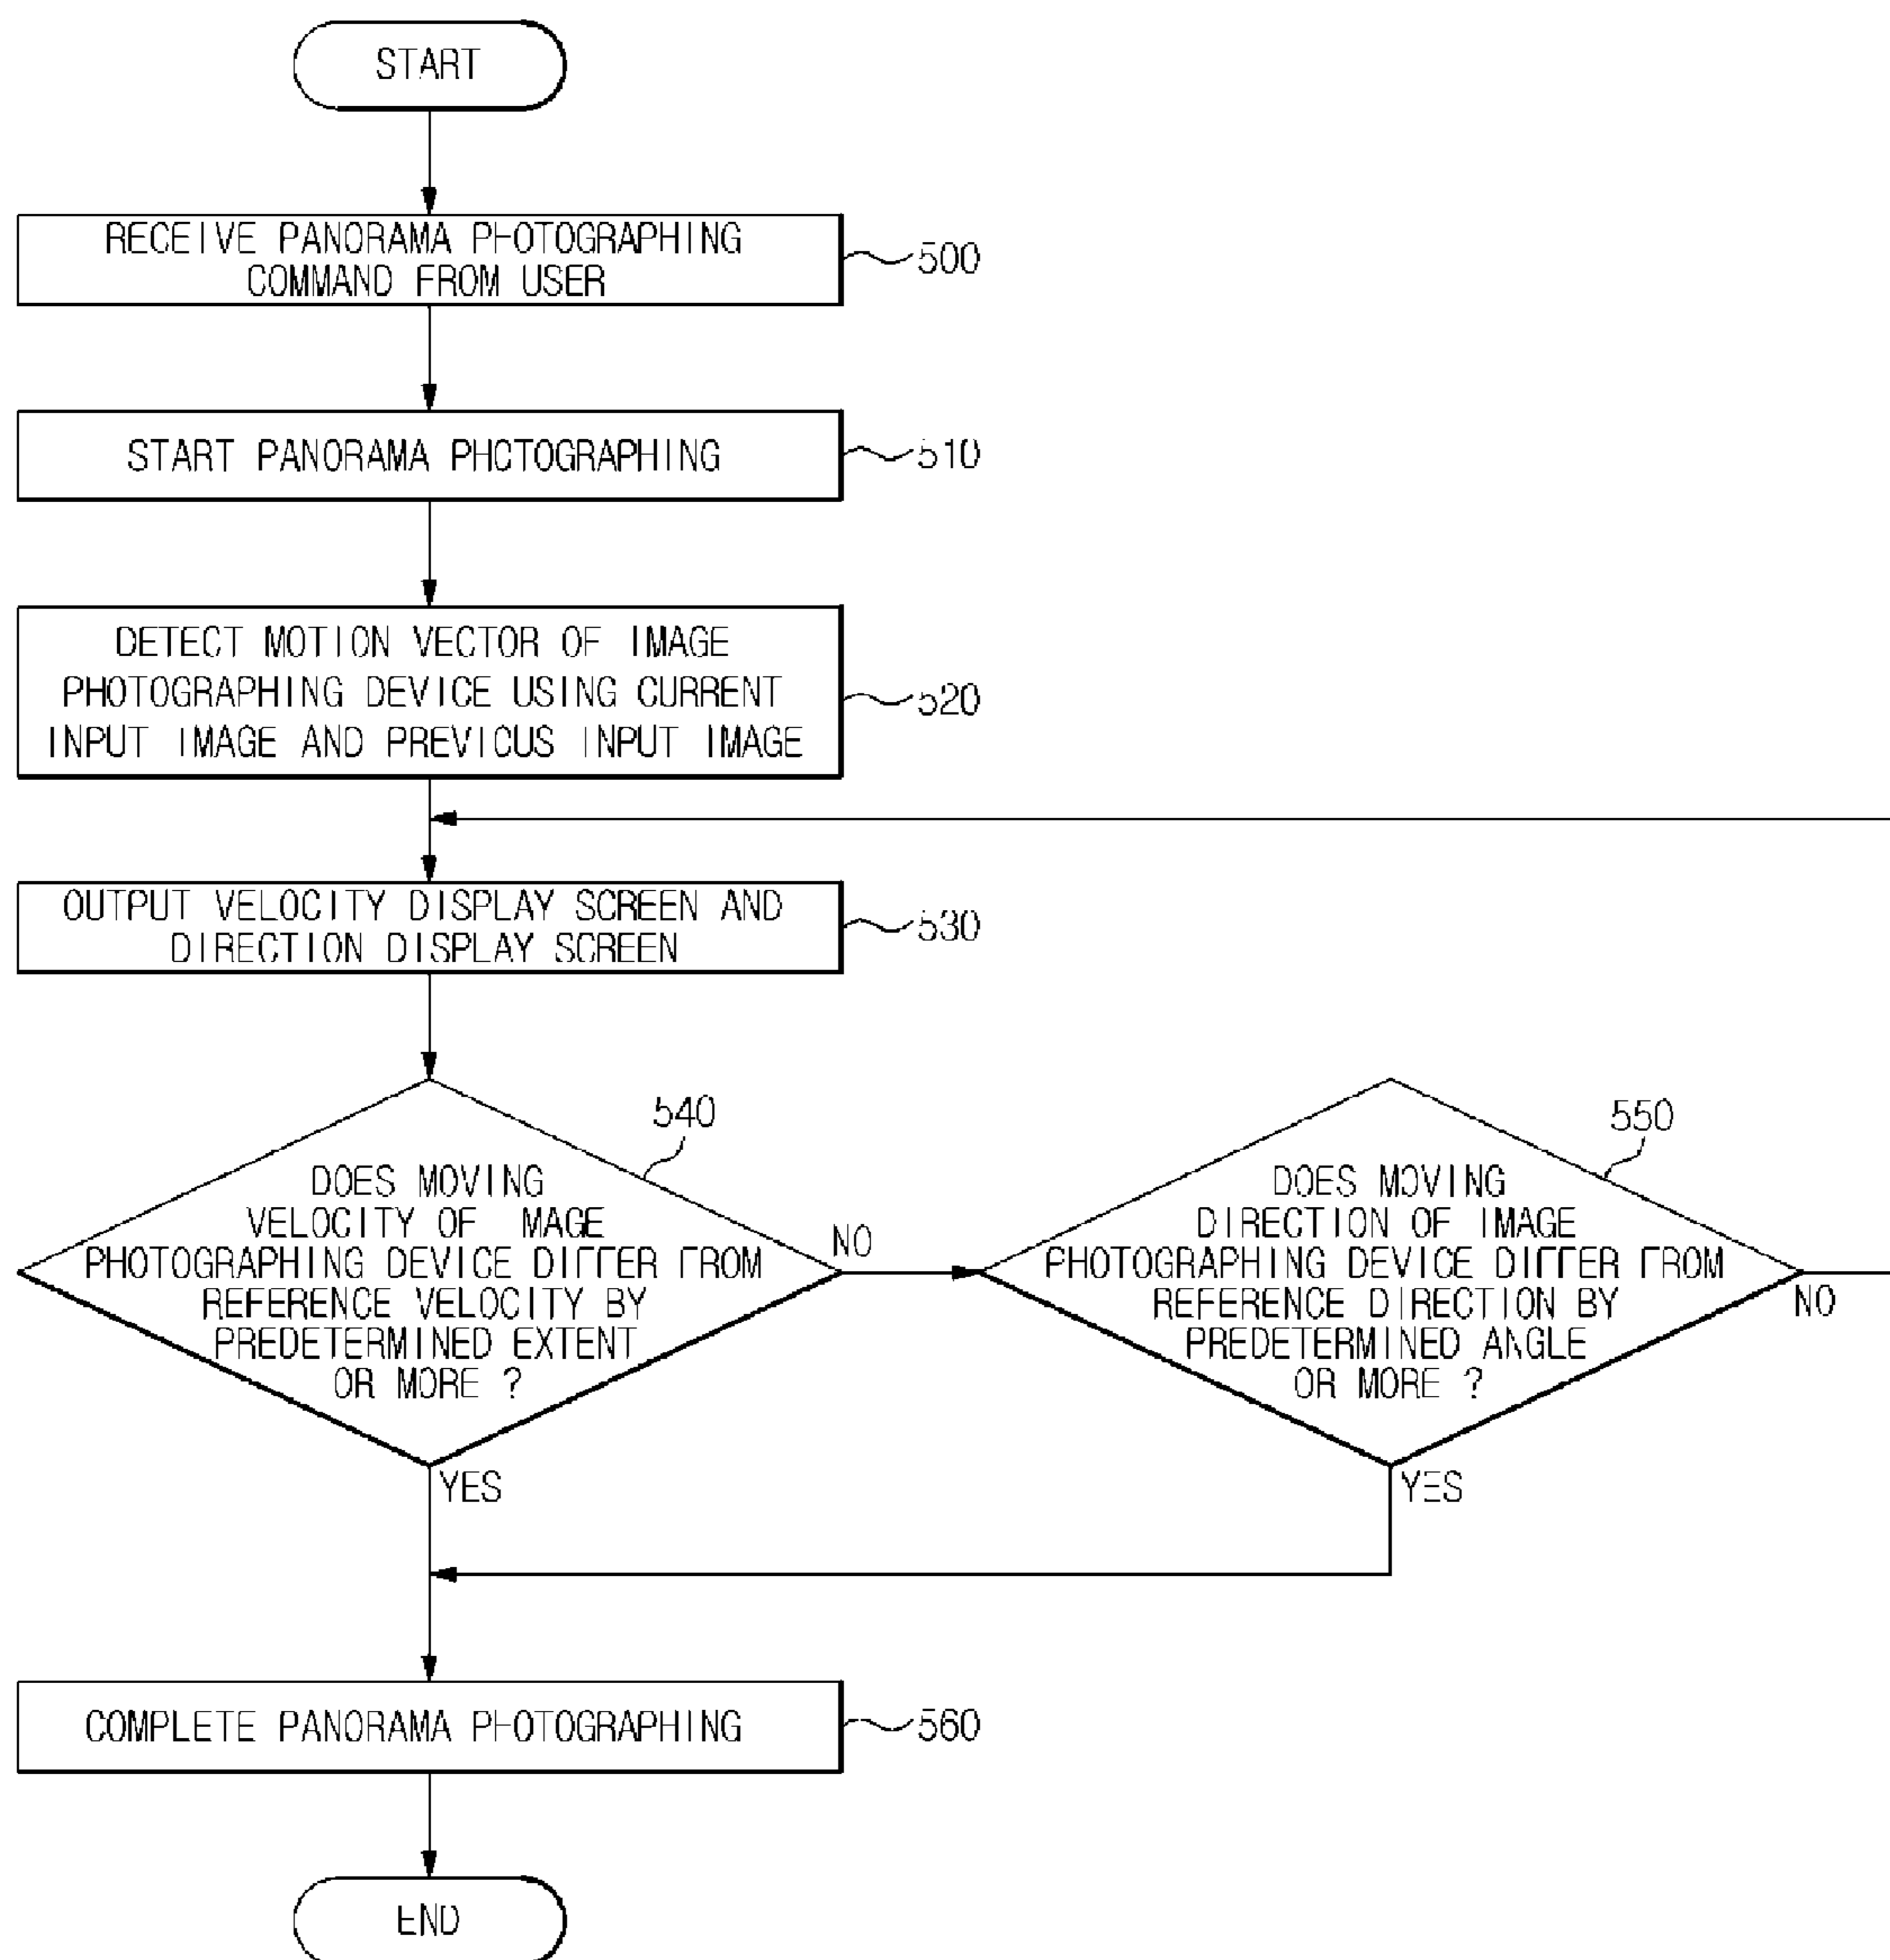 START
RECEIVE PANORAMA PHOTOGRAPHING
COMMAND FROM USER
500
START PANORAMA PHOTOGRAPHING
510
DETECT MOTION VECTOR OF IMAGE
PHOTOGRAPHING DEVICE USING CURRENT
INPUT IMAGE AND PREVIOUS INPUT IMAGE
520
OUTPUT VELOCITY DISPLAY SCREEN AND
DIRECTION DISPLAY SCREEN
530
540
DOES MOVING
VELOCITY OF IMAGE
PHOTOGRAPHING DEVICE DIFFER FROM
REFERENCE VELOCITY BY
PREDETERMINED EXTENT
OR MORE ?
NO
YES
550
DOES MOVING
DIRECTION OF IMAGE
PHOTOGRAPHING DEVICE DIFFER FROM
REFERENCE DIRECTION BY
PREDETERMINED ANGLE
OR MORE ?
NO
YES
COMPLETE PANORAMA PHOTOGRAPHING
560
END